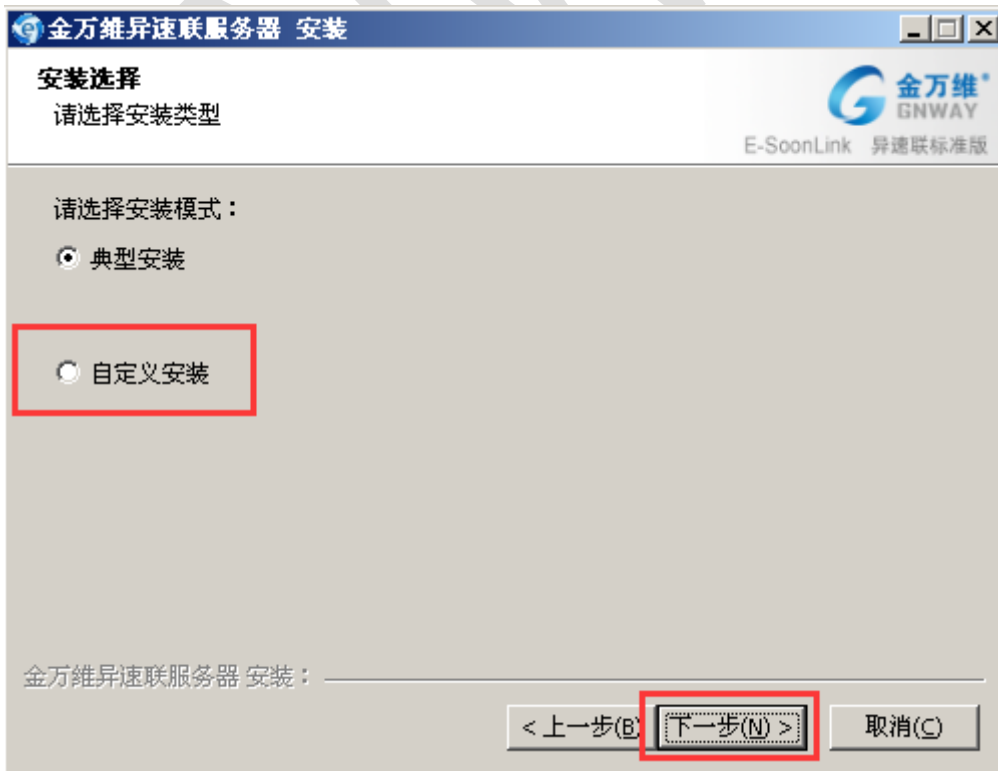 金万維异速联服务器 安装
安装选择
请选择安装类型
金万维
GNWAY
E-SoonLink 异速联标准版
请选择安装模式：
典型安装
自定义安装
金万維异速联服务器 安装：
< 上一步(B)
下一步(N) >
取消(C)